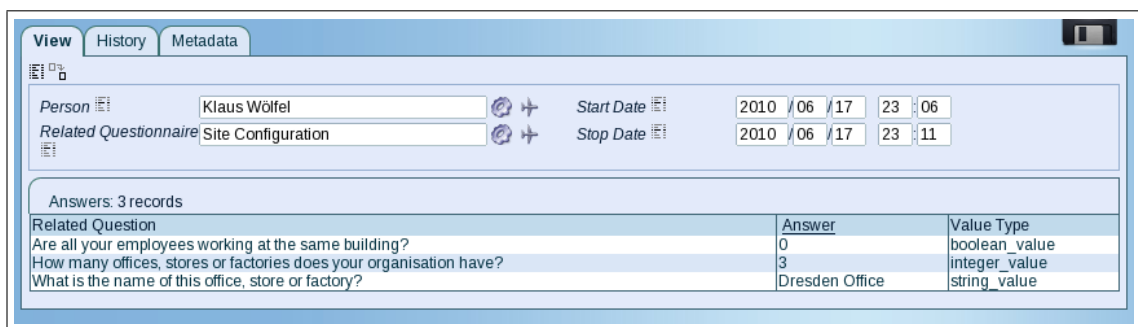 View History Metadata
Person Klaus Wölfel Start Date 2010 / 06 / 17 23 : 06
Related Questionnaire Site Configuration Stop Date 2010 / 06 / 17 23 : 11
Answers: 3 records
Related Question Answer Value Type
Are all your employees working at the same building? 0 boolean_value
How many offices, stores or factories does your organisation have? 3 integer_value
What is the name of this office, store or factory? Dresden Office string_value